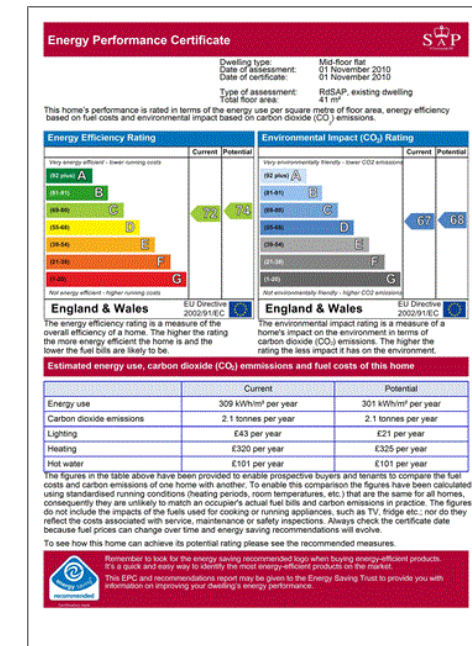 Energy Performance Certificate
SAP
Dwelling type: Mid-floor flat
Date of assessment: 01 November 2010
Date of certificate: 01 November 2010
Type of assessment: RdSAP, existing dwelling
Total floor area: 41 m²
This home's performance is rated in terms of the energy use per square metre of floor area, energy efficiency
based on fuel costs and environmental impact based on carbon dioxide (CO2) emissions.
Energy Efficiency Rating
Current Potential
Very energy efficient - lower running costs
(92 plus) A
(81-91) B
(69-80) C
(55-68) D
(39-54) E
(21-38) F
(1-20) G
72 74
Not energy efficient - higher running costs
England & Wales
EU Directive
2002/91/EC
Environmental Impact (CO₂) Rating
Current Potential
Very environmentally friendly - lower CO2 emissions
(92 plus) A
(81-91) B
(69-80) C
(55-68) D
(39-54) E
(21-38) F
(1-20) G
67 68
Not environmentally friendly - higher CO2 emissions
England & Wales
EU Directive
2002/91/EC
The energy efficiency rating is a measure of the
overall efficiency of a home. The higher the rating
the more energy efficient the home is and the
lower the fuel bills are likely to be.
The environmental impact rating is a measure of a
home's impact on the environment in terms of
carbon dioxide (CO₂) emissions. The higher the
rating the less impact it has on the environment.
Estimated energy use, carbon dioxide (CO₂) emmissions and fuel costs of this home
Current Potential
Energy use 309 kWh/m² per year 301 kWh/m² per year
Carbon dioxide emissions 2.1 tonnes per year 2.1 tonnes per year
Lighting £43 per year £21 per year
Heating £320 per year £325 per year
Hot water £101 per year £101 per year
The figures in the table above have been provided to enable prospective buyers and tenants to compare the fuel
costs and carbon emissions of one home with another. To enable this comparison the figures have been calculated
using standardised running conditions (heating periods, room temperatures, etc.) that are the same for all homes,
consequently they are unlikely to match an occupier's actual fuel bills and carbon emissions in practice. The figures
do not include the impacts of the fuels used for cooking or running appliances, such as TV, fridge etc.; nor do they
reflect the costs associated with service, maintenance or safety inspections. Always check the certificate date
because fuel prices can change over time and energy saving recommendations will evolve.
To see how this home can achieve its potential rating please see the recommended measures.
energy saving
recommended
Remember to look for the energy saving recommended logo when buying energy-efficient products.
It's a quick and easy way to identify the most energy-efficient products on the market.
This EPC and recommendations report may be given to the Energy Saving Trust to provide you with
information on improving your dwelling's energy performance.